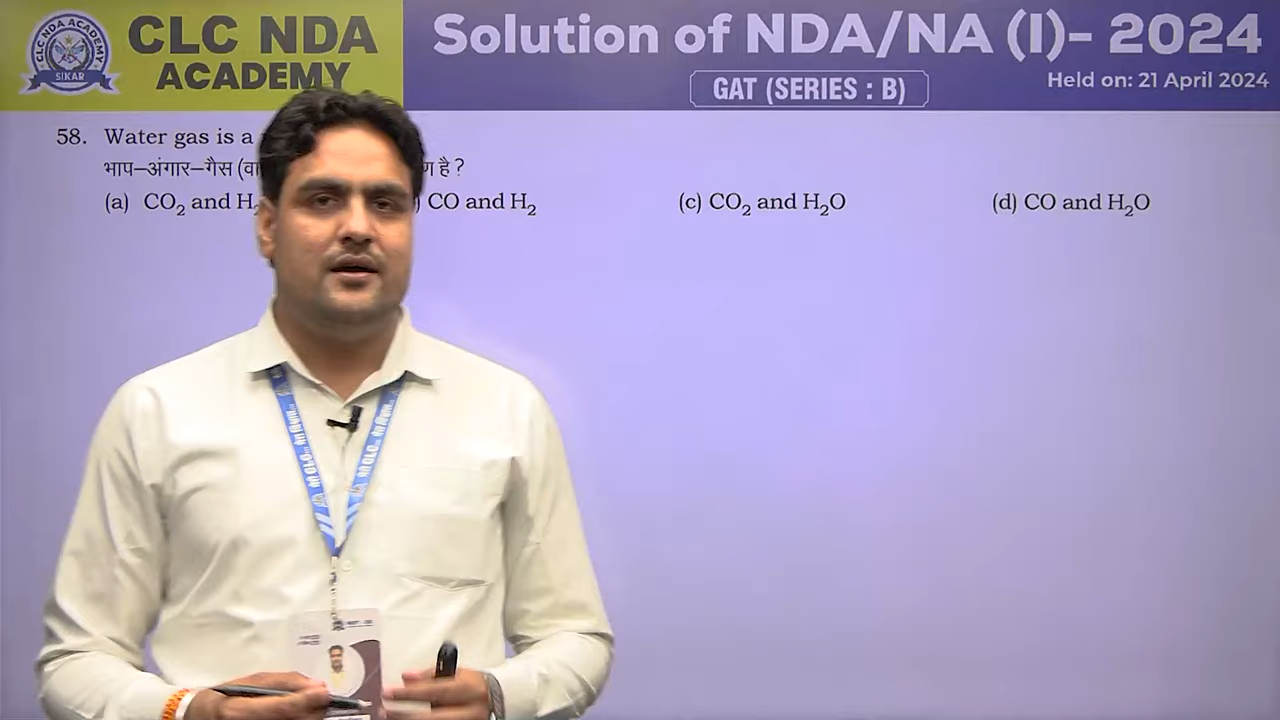 CLC NDA ACADEMY
SIKAR
CLC NDA
ACADEMY
Solution of NDA/NA (I)- 2024
GAT (SERIES : B)
Held on: 21 April 2024
58. Water gas is a
भाप–अंगार–गैस है ?
(a) CO₂ and H₂ CO and H₂ (c) CO₂ and H₂O (d) CO and H₂O